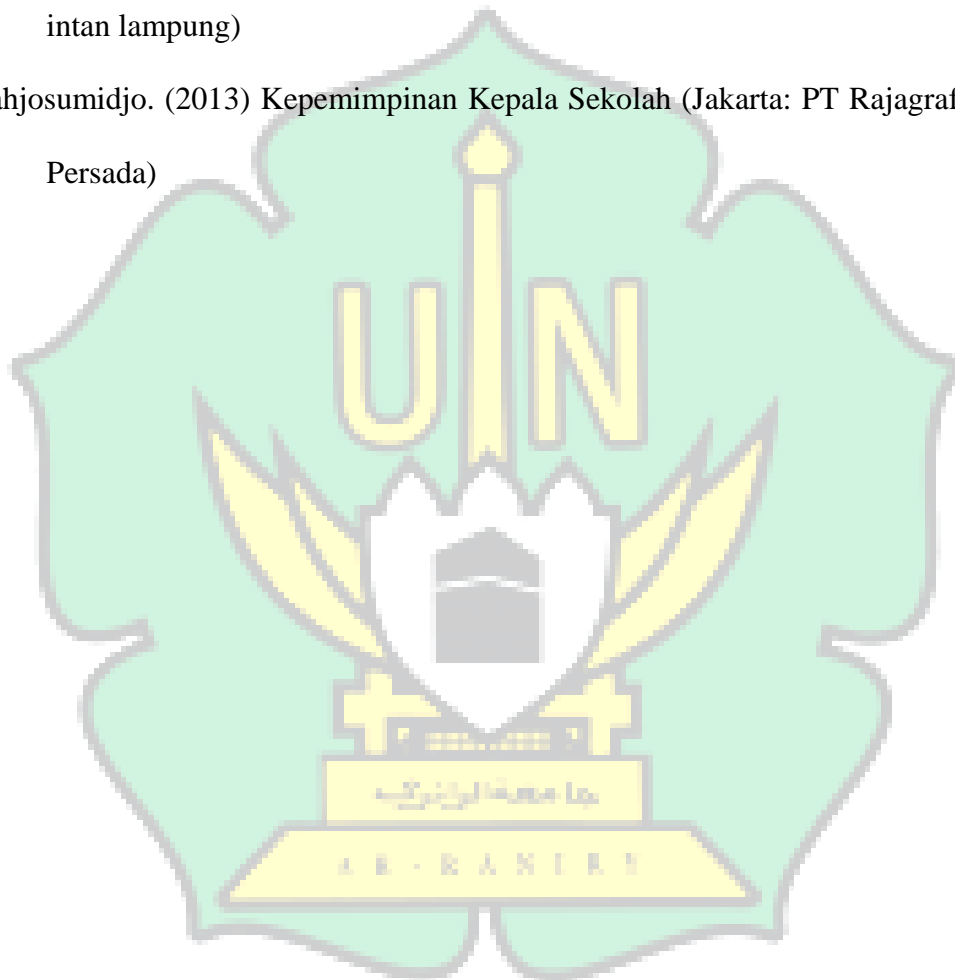 intan lampung)
ahjosumidjo. (2013) Kepemimpinan Kepala Sekolah (Jakarta: PT Rajagraf
Persada)
UIN
AR-RANIRY